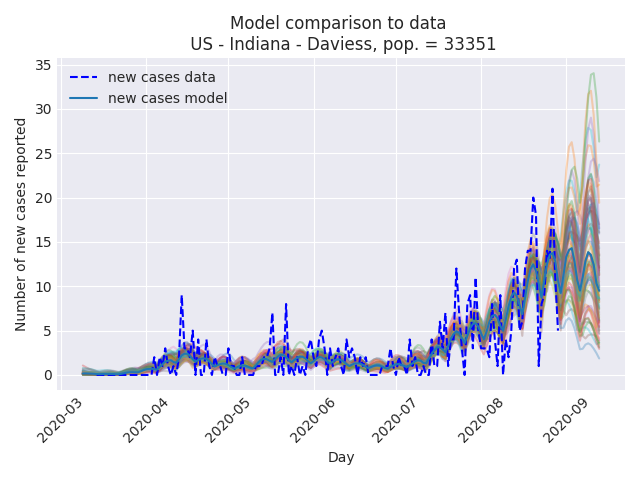 Model comparison to data
US - Indiana - Daviess, pop. = 33351
new cases data
new cases model
Number of new cases reported
35
30
25
20
15
10
5
0
2020-03
2020-04
2020-05
2020-06
2020-07
2020-08
2020-09
Day